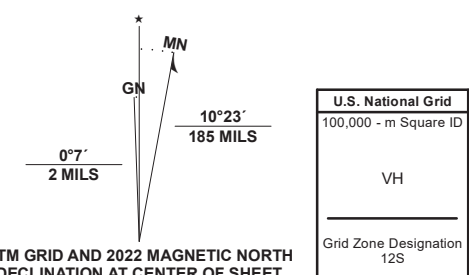 ★
MN
GN
10°23´
185 MILS
0°7´
2 MILS
TM GRID AND 2022 MAGNETIC NORTH
DECLINATION AT CENTER OF SHEET
U.S. National Grid
100,000 - m Square ID
VH
Grid Zone Designation
12S